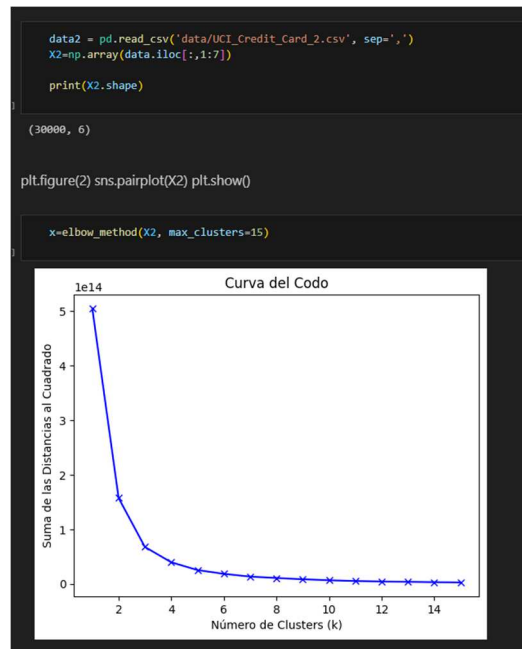 data2 = pd.read_csv('data/UCI_Credit_Card_2.csv', sep=',')
X2=np.array(data.iloc[:,1:7])
print(X2.shape)
]
(30000, 6)
plt.figure(2) sns.pairplot(X2) plt.show()
x=elbow_method(X2, max_clusters=15)
]
Curva del Codo
1e14
5
4
3
2
1
0
Suma de las Distancias al Cuadrado
2 4 6 8 10 12 14
Número de Clusters (k)